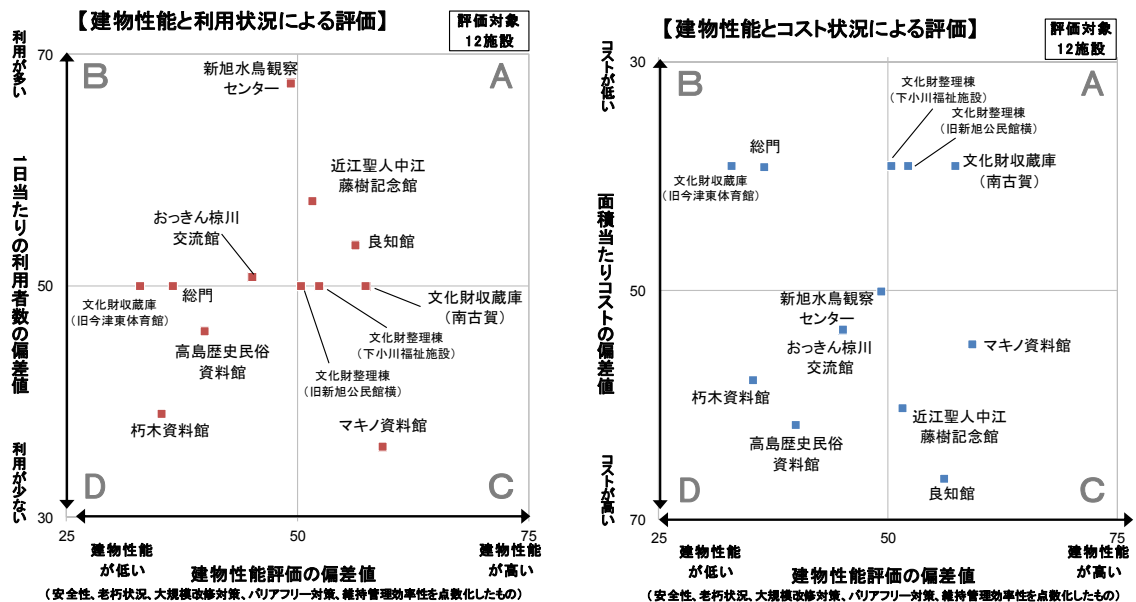 【建物性能と利用状況による評価】
評価対象
12施設
利用が多い
1日当たりの利用者数の偏差値
利用が少ない
70
50
30
B
A
D
C
新旭水鳥観察
センター
近江聖人中江
藤樹記念館
おっきん椋川
交流館
良知館
文化財収蔵庫
（旧今津東体育館）
総門
文化財収蔵庫
（南古賀）
文化財整理棟
（下小川福祉施設）
高島歴史民俗
資料館
文化財整理棟
（旧新旭公民館横）
朽木資料館
マキノ資料館
25
50
75
建物性能
が低い
建物性能
が高い
建物性能評価の偏差値
（安全性、老朽状況、大規模改修対策、バリアフリー対策、維持管理効率性を点数化したもの）
【建物性能とコスト状況による評価】
評価対象
12施設
コストが低い
面積当たりコストの偏差値
コストが高い
30
50
70
B
A
D
C
文化財整理棟
（下小川福祉施設）
文化財整理棟
（旧新旭公民館横）
総門
文化財収蔵庫
（旧今津東体育館）
文化財収蔵庫
（南古賀）
新旭水鳥観察
センター
おっきん椋川
交流館
マキノ資料館
朽木資料館
近江聖人中江
藤樹記念館
高島歴史民俗
資料館
良知館
25
50
75
建物性能
が低い
建物性能
が高い
建物性能評価の偏差値
（安全性、老朽状況、大規模改修対策、バリアフリー対策、維持管理効率性を点数化したもの）